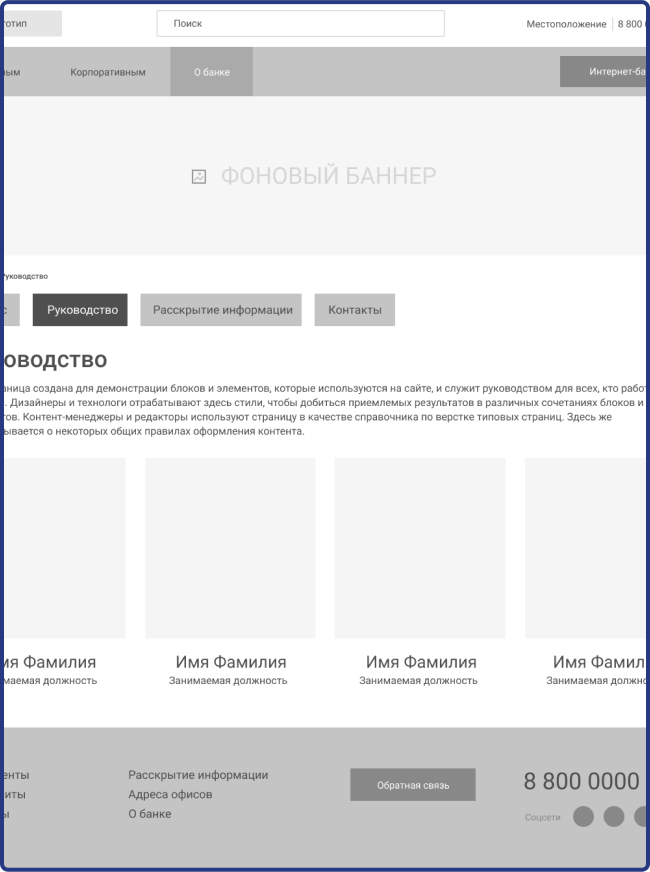 тотип
Поиск
Местоположение
8 800
ным
Корпоративным
О банке
Интернет-ба
ФОНОВЫЙ БАННЕР
Руководство
с
Руководство
Расскрытие информации
Контакты
оводство
аница создана для демонстрации блоков и элементов, которые используются на сайте, и служит руководством для всех, кто работ
. Дизайнеры и технологи отрабатывают здесь стили, чтобы добиться приемлемых результатов в различных сочетаниях блоков и
тов. Контент-менеджеры и редакторы используют страницу в качестве справочника по верстке типовых страниц. Здесь же
ывается о некоторых общих правилах оформления контента.
мя Фамилия
маемая должность
Имя Фамилия
Занимаемая должность
Имя Фамилия
Занимаемая должность
Имя Фамил
Занимаемая должно
енты
зиты
ы
Расскрытие информации
Адреса офисов
О банке
Обратная связь
8 800 0000
Соцсети